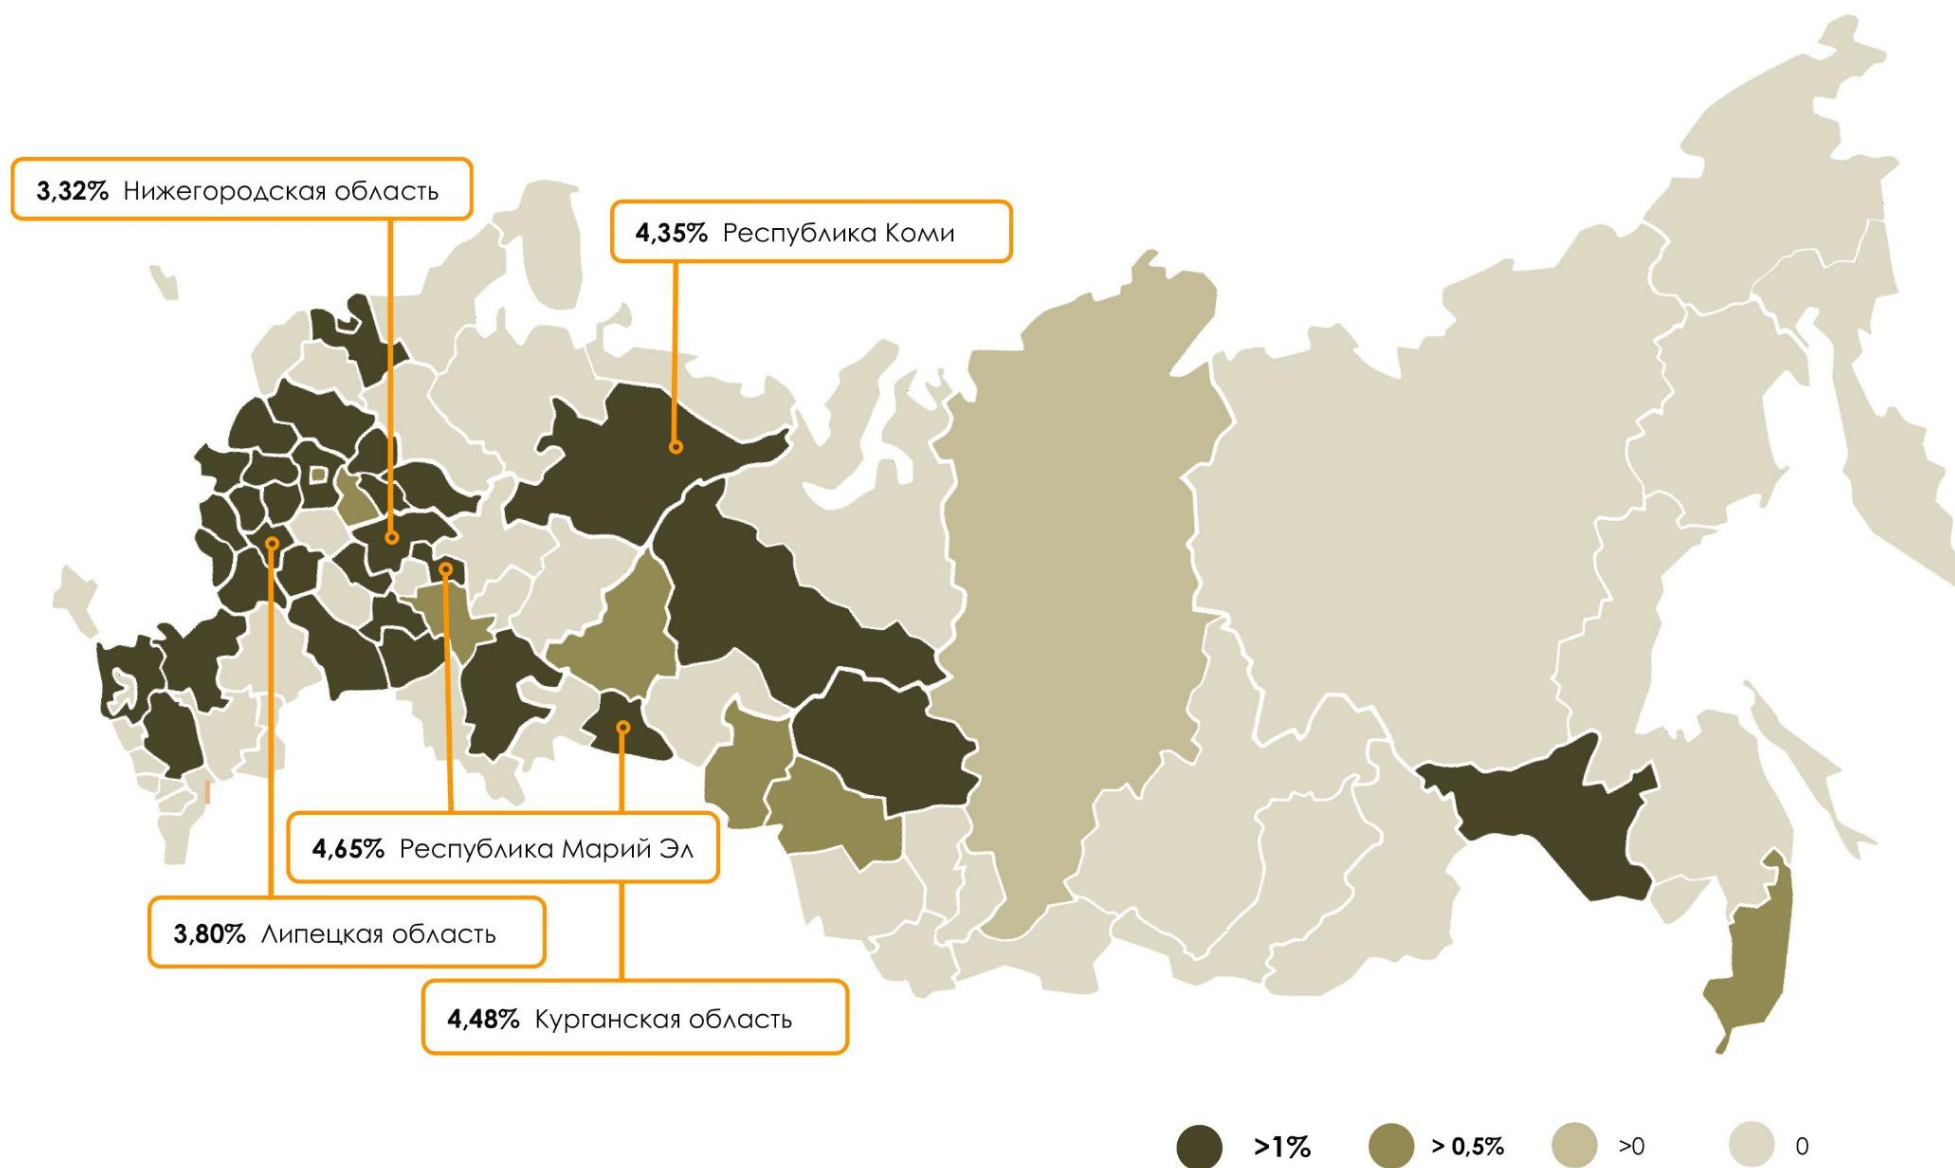 3,32% Нижегородская область
4,35% Республика Коми
4,65% Республика Марий Эл
3,80% Липецкая область
4,48% Курганская область
>1% > 0,5% >0 0